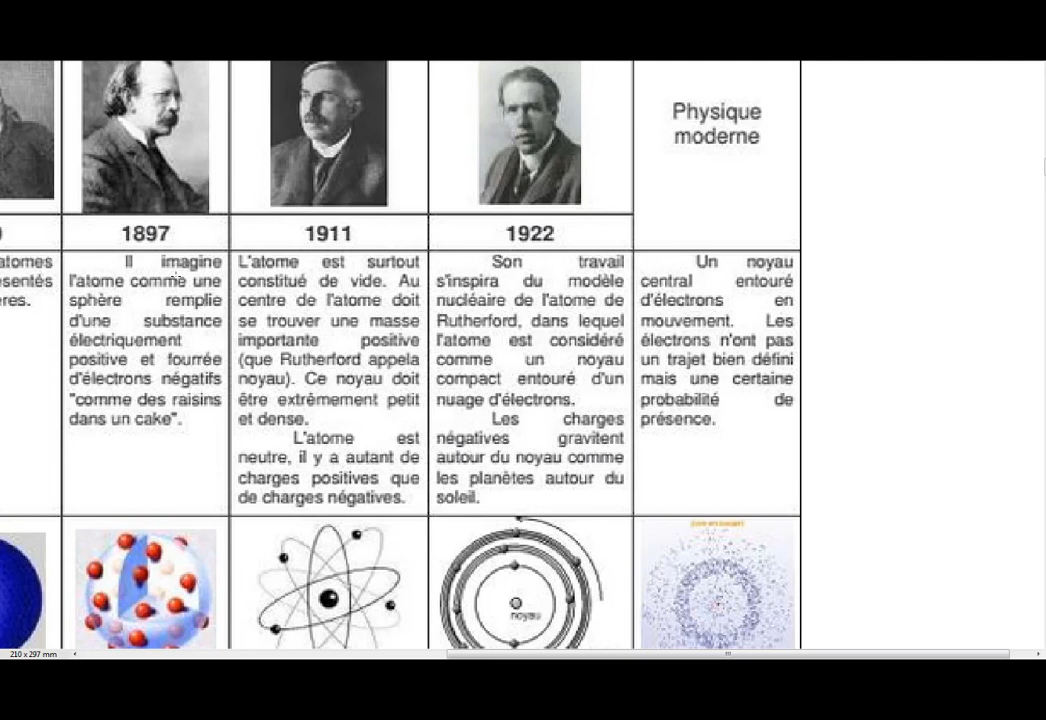 Physique
moderne
1897
1911
1922
atomes
ères.
Il imagine
l'atome comme une
sphère remplie
d'une substance
électriquement
positive et fourrée
d'électrons négatifs
"comme des raisins
dans un cake".
L'atome est surtout
constitué de vide. Au
centre de l'atome doit
se trouver une masse
importante positive
(que Rutherford appela
noyau). Ce noyau doit
être extrêmement petit
et dense.
L'atome est
neutre, il y a autant de
charges positives que
de charges négatives.
Son travail
s'inspira du modèle
nucléaire de l'atome de
Rutherford, dans lequel
l'atome est considéré
comme un noyau
compact entouré d'un
nuage d'électrons.
Les charges
négatives gravitent
autour du noyau comme
les planètes autour du
soleil.
Un noyau
central entouré
d'électrons en
mouvement. Les
électrons n'ont pas
un trajet bien défini
mais une certaine
probabilité de
présence.
noyau
210 x 297 mm